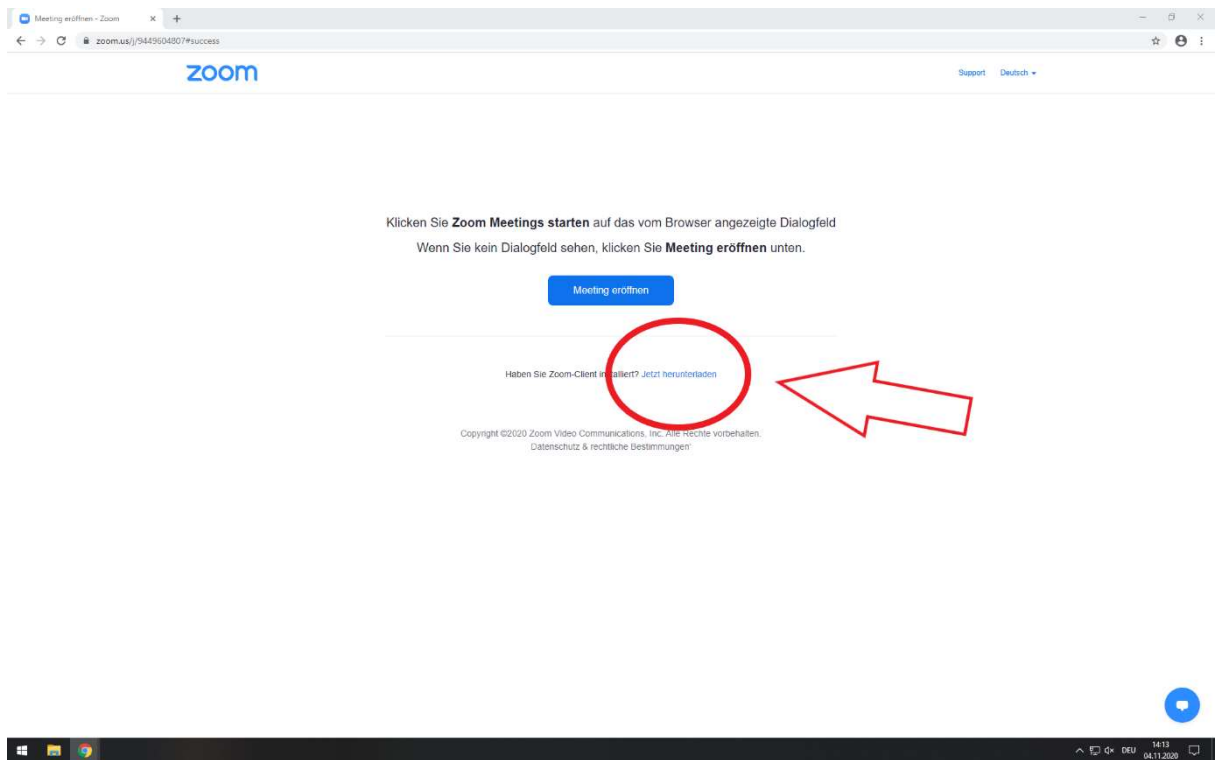 Meeting eröffnen - Zoom
zoom.us/j/9449604807#success
zoom
Support Deutsch
Klicken Sie Zoom Meetings starten auf das vom Browser angezeigte Dialogfeld
Wenn Sie kein Dialogfeld sehen, klicken Sie Meeting eröffnen unten.
Meeting eröffnen
Haben Sie Zoom-Client installiert? Jetzt herunterladen
Copyright ©2020 Zoom Video Communications, Inc. Alle Rechte vorbehalten.
Datenschutz & rechtliche Bestimmungen
DEU 14:13
04.11.2020